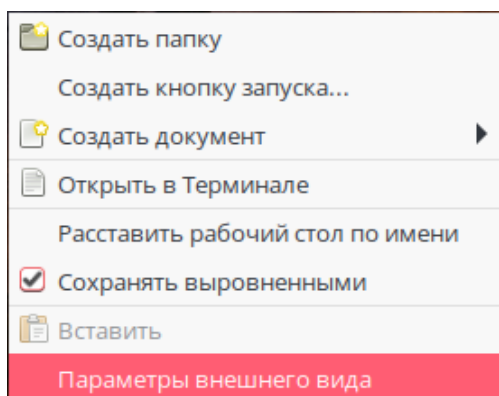 Создать папку
Создать кнопку запуска...
Создать документ
Открыть в Терминале
Расставить рабочий стол по имени
Сохранять выровненными
Вставить
Параметры внешнего вида